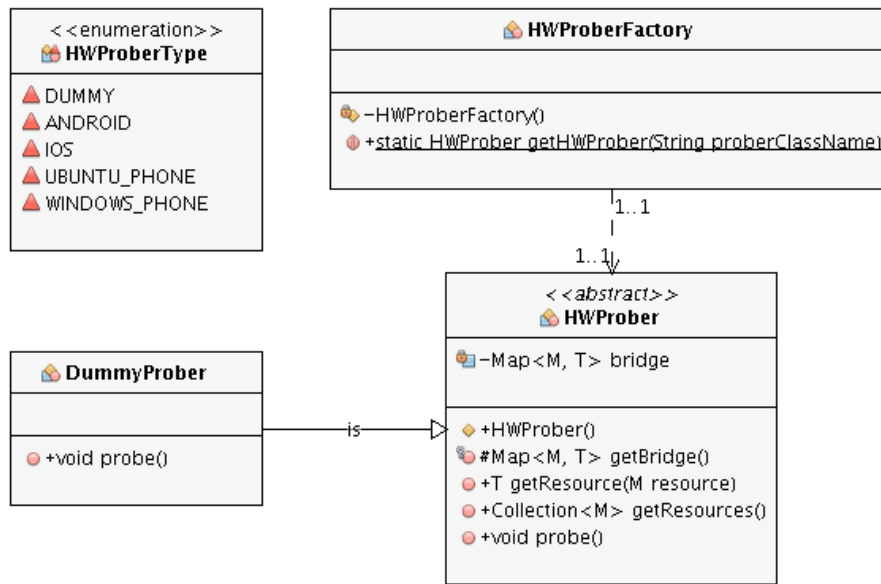 <<enumeration>>
HWProberType
DUMMY
ANDROID
IOS
UBUNTU_PHONE
WINDOWS_PHONE
HWProberFactory
-HWProberFactory()
+static HWProber getHWProber(String proberClassName)
1..1
1..1
<<abstract>>
HWProber
-Map<M, T> bridge
+HWProber()
#Map<M, T> getBridge()
+T getResource(M resource)
+Collection<M> getResources()
+void probe()
DummyProber
+void probe()
is